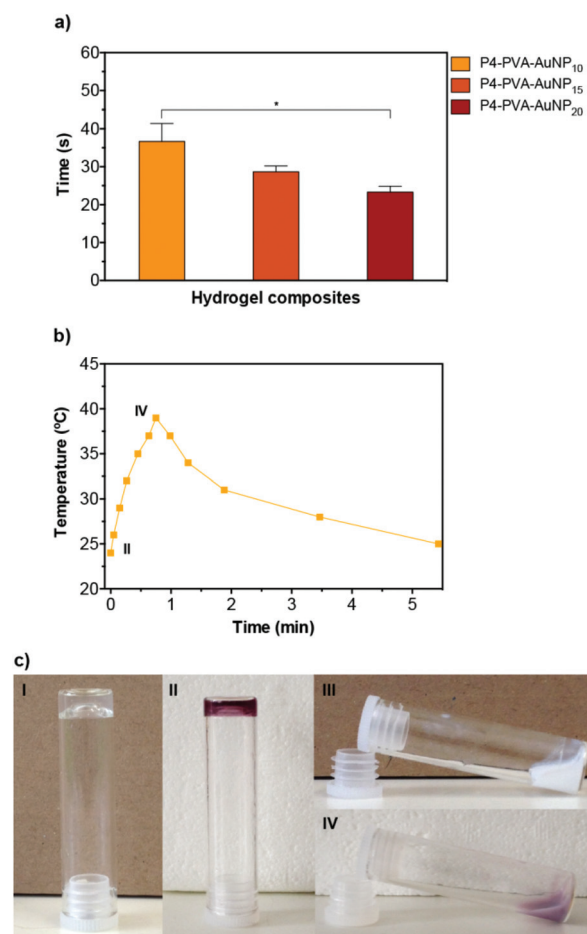 a)
60
50
40
30
20
10
0
Time (s)
*
Hydrogel composites
P4-PVA-AuNP₁₀
P4-PVA-AuNP₁₅
P4-PVA-AuNP₂₀
b)
45
40
35
30
25
20
Temperature (ºC)
IV
II
0 1 2 3 4 5
Time (min)
c)
I
II
III
IV